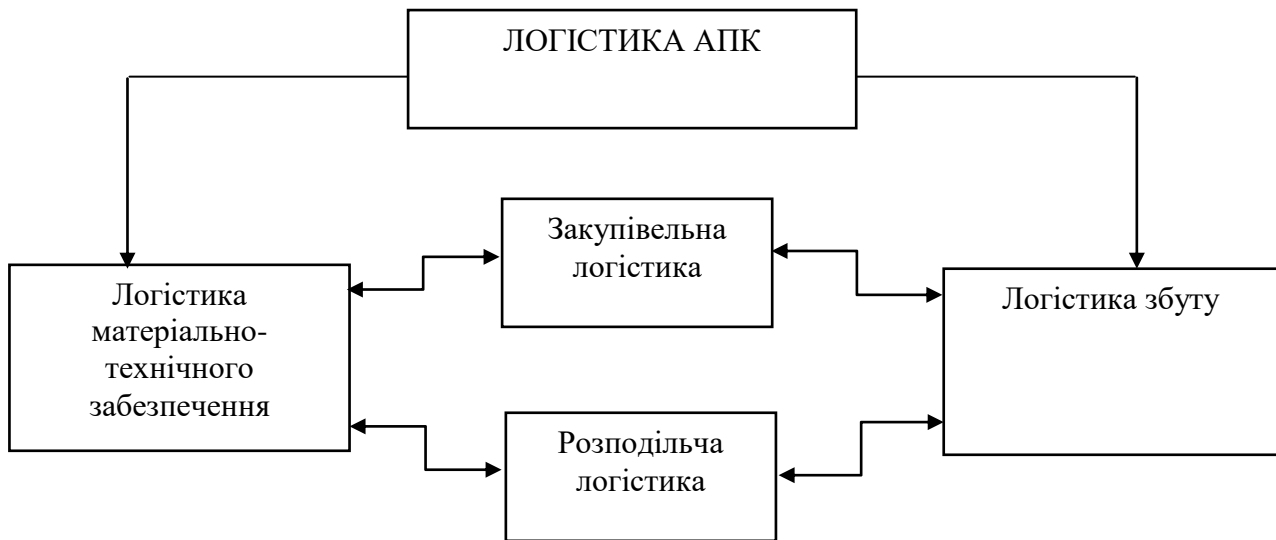 ЛОГІСТИКА АПК
Закупівельна
логістика
Логістика
матеріально-
технічного
забезпечення
Логістика збуту
Розподільча
логістика